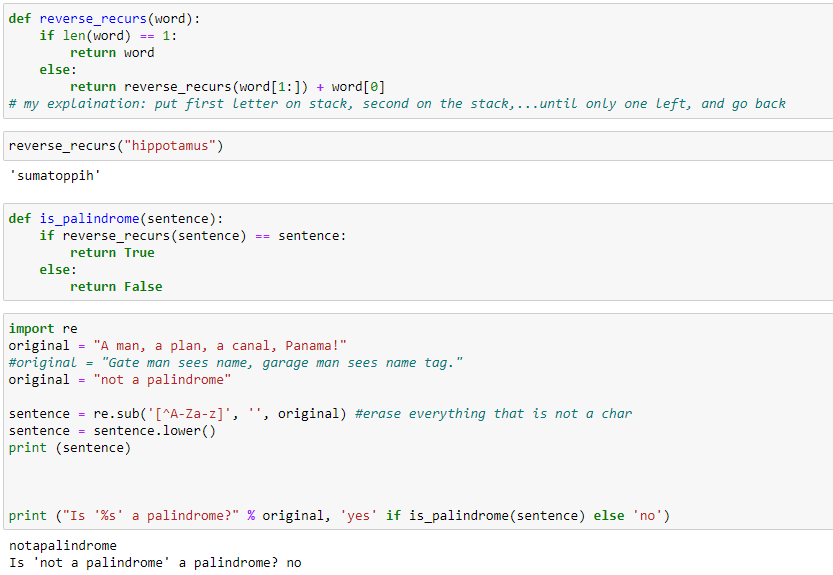 def reverse_recurs(word):
    if len(word) == 1:
        return word
    else:
        return reverse_recurs(word[1:]) + word[0]
# my explaination: put first letter on stack, second on the stack,...until only one left, and go back
reverse_recurs("hippotamus")
'sumatoppih'
def is_palindrome(sentence):
    if reverse_recurs(sentence) == sentence:
        return True
    else:
        return False
import re
original = "A man, a plan, a canal, Panama!"
#original = "Gate man sees name, garage man sees name tag."
original = "not a palindrome"
sentence = re.sub('[^A-Za-z]', '', original) #erase everything that is not a char
sentence = sentence.lower()
print (sentence)
print ("Is '%s' a palindrome?" % original, 'yes' if is_palindrome(sentence) else 'no')
notapalindrome
Is 'not a palindrome' a palindrome? no